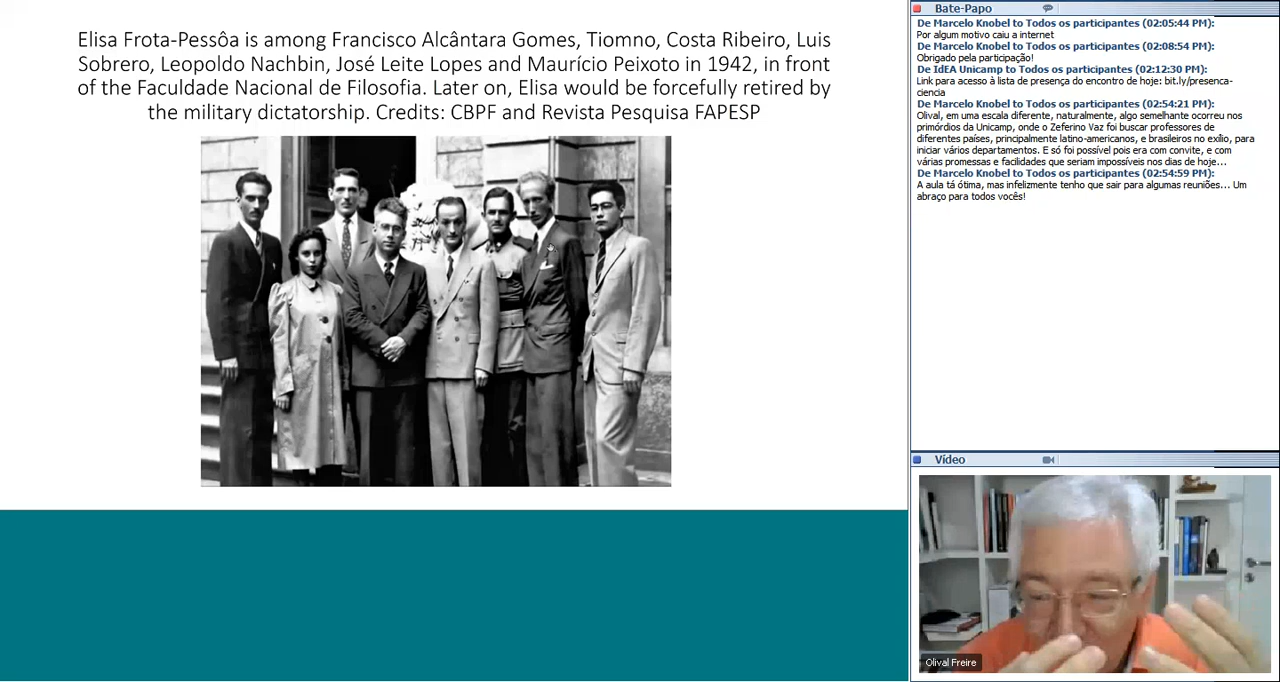 Elisa Frota-Pessôa is among Francisco Alcântara Gomes, Tiomno, Costa Ribeiro, Luis
Sobrero, Leopoldo Nachbin, José Leite Lopes and Maurício Peixoto in 1942, in front
of the Faculdade Nacional de Filosofia. Later on, Elisa would be forcefully retired by
the military dictatorship. Credits: CBPF and Revista Pesquisa FAPESP
Bate-Papo
De Marcelo Knobel to Todos os participantes (02:05:44 PM):
Por algum motivo caiu a internet
De Marcelo Knobel to Todos os participantes (02:08:54 PM):
Obrigado pela participação!
De IdEA Unicamp to Todos os participantes (02:12:30 PM):
Link para acesso à lista de presença do encontro de hoje: bit.ly/presenca-
ciencia
De Marcelo Knobel to Todos os participantes (02:54:21 PM):
Olival, em uma escala diferente, naturalmente, algo semelhante ocorreu nos
primórdios da Unicamp, onde o Zeferino Vaz foi buscar professores de
diferentes países, principalmente latino-americanos, e brasileiros no exílio, para
iniciar vários departamentos. E só foi possível pois era com convite, e com
várias promessas e facilidades que seriam impossíveis nos dias de hoje...
De Marcelo Knobel to Todos os participantes (02:54:59 PM):
A aula tá ótima, mas infelizmente tenho que sair para algumas reuniões... Um
abraço para todos vocês!
Vídeo
Olival Freire